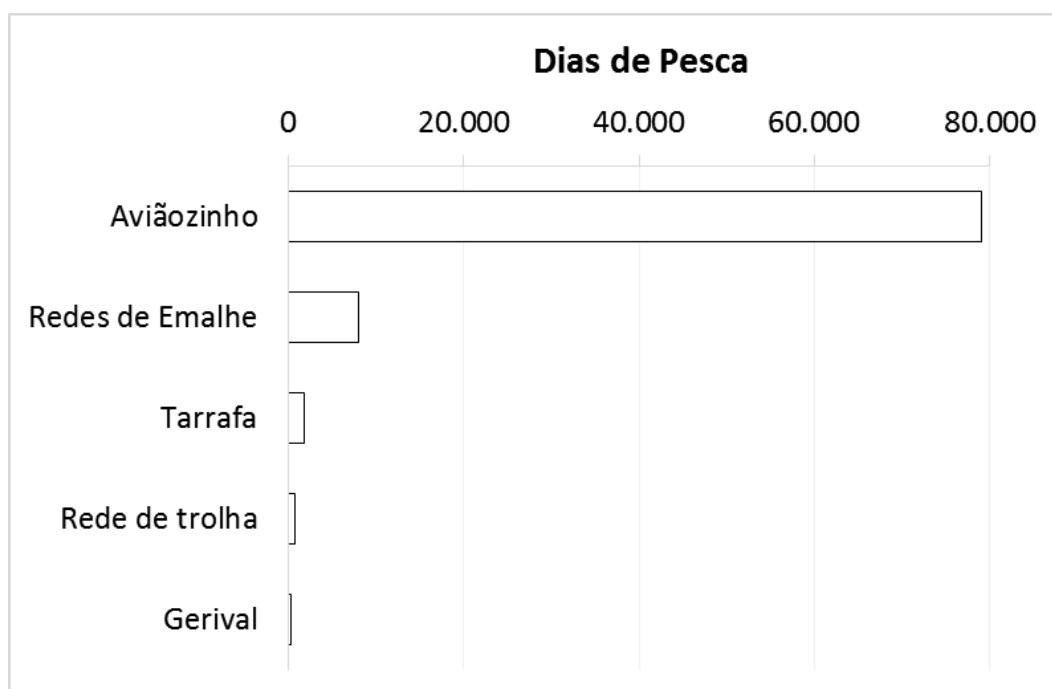 Dias de Pesca
0 20.000 40.000 60.000 80.000
Aviãozinho
Redes de Emalhe
Tarrafa
Rede de trolha
Gerival